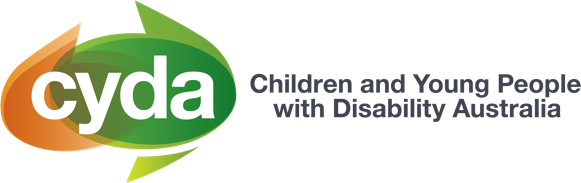 cyda
Children and Young People
with Disability Australia